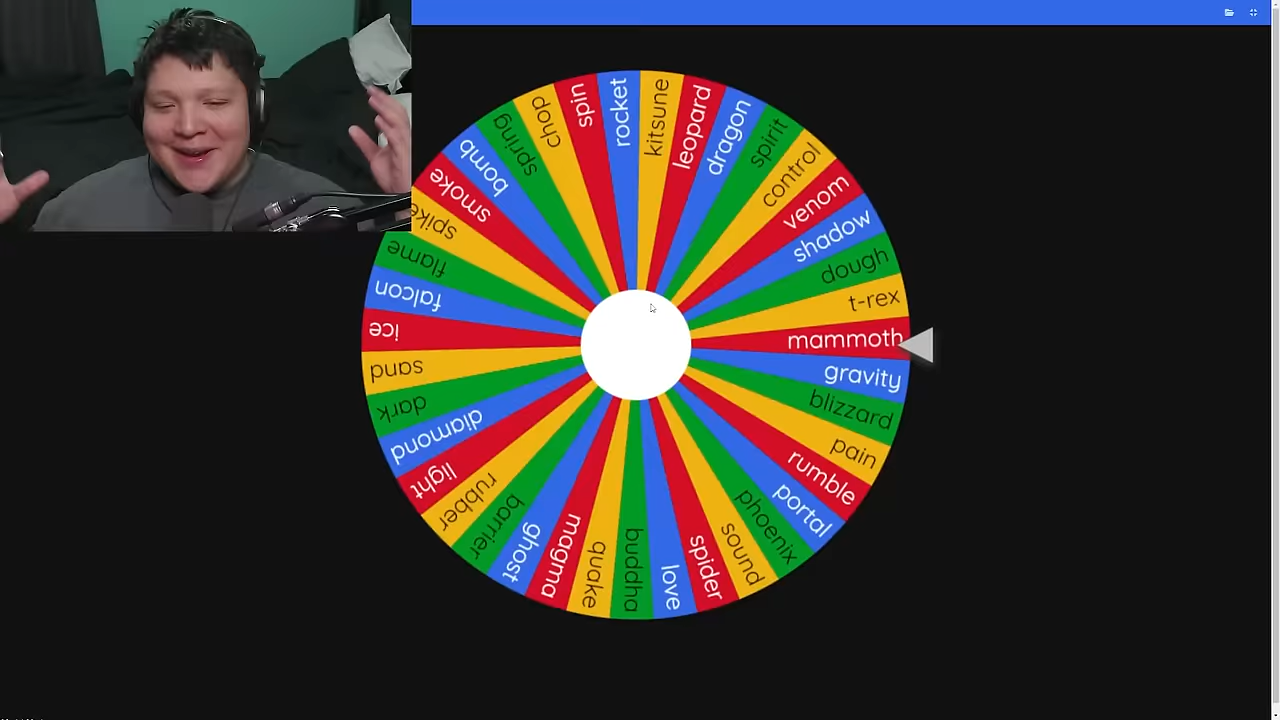 rocket
kitsune
leopard
dragon
spirit
control
venom
shadow
dough
t-rex
mammoth
gravity
blizzard
pain
rumble
portal
phoenix
sound
spider
love
buddha
quake
magma
ghost
barrier
rubber
light
diamond
dark
sand
ice
falcon
flame
spike
smoke
bomb
spring
chop
spin